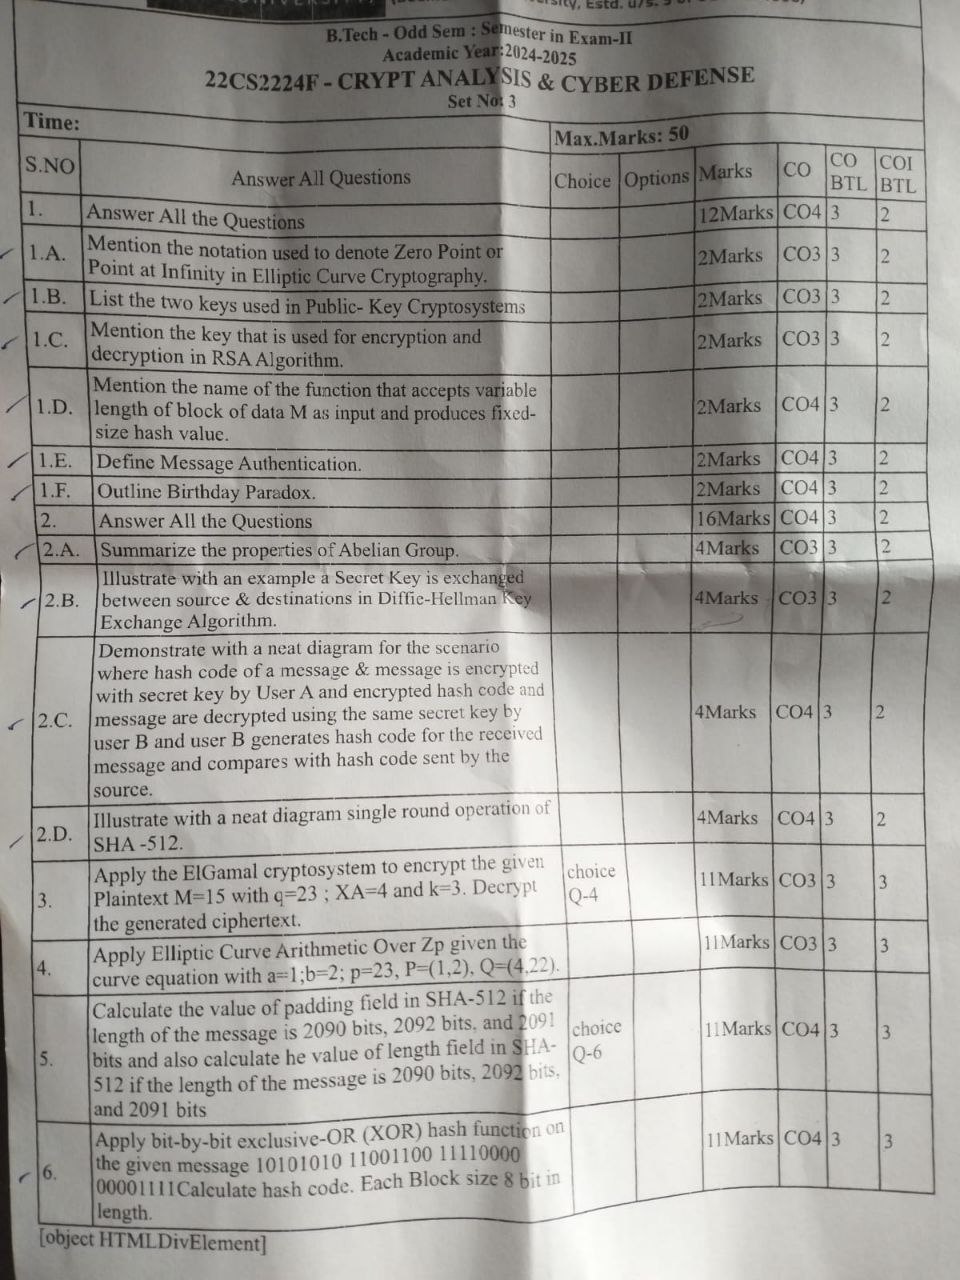 B.Tech - Odd Sem : Semester in Exam-II
Academic Year:2024-2025
22CS2224F - CRYPT ANALYSIS & CYBER DEFENSE
Set No: 3
Time:
Max.Marks: 50
S.NO Answer All Questions Choice Options Marks CO CO BTL COI BTL
1. Answer All the Questions 12Marks CO4 3 2
1.A. Mention the notation used to denote Zero Point or
Point at Infinity in Elliptic Curve Cryptography. 2Marks CO3 3 2
1.B. List the two keys used in Public- Key Cryptosystems 2Marks CO3 3 2
1.C. Mention the key that is used for encryption and
decryption in RSA Algorithm. 2Marks CO3 3 2
1.D. Mention the name of the function that accepts variable
length of block of data M as input and produces fixed-
size hash value. 2Marks CO4 3 2
1.E. Define Message Authentication. 2Marks CO4 3 2
1.F. Outline Birthday Paradox. 2Marks CO4 3 2
2. Answer All the Questions 16Marks CO4 3 2
2.A. Summarize the properties of Abelian Group. 4Marks CO3 3 2
2.B. Illustrate with an example a Secret Key is exchanged
between source & destinations in Diffie-Hellman Key
Exchange Algorithm. 4Marks CO3 3 2
2.C. Demonstrate with a neat diagram for the scenario
where hash code of a message & message is encrypted
with secret key by User A and encrypted hash code and
message are decrypted using the same secret key by
user B and user B generates hash code for the received
message and compares with hash code sent by the
source. 4Marks CO4 3 2
2.D. Illustrate with a neat diagram single round operation of
SHA -512. 4Marks CO4 3 2
3. Apply the ElGamal cryptosystem to encrypt the given
Plaintext M=15 with q=23 ; XA=4 and k=3. Decrypt
the generated ciphertext. choice Q-4 11Marks CO3 3 3
4. Apply Elliptic Curve Arithmetic Over Zp given the
curve equation with a=1;b=2; p=23, P=(1,2), Q=(4,22). 11Marks CO3 3 3
5. Calculate the value of padding field in SHA-512 if the
length of the message is 2090 bits, 2092 bits, and 2091
bits and also calculate he value of length field in SHA-
512 if the length of the message is 2090 bits, 2092 bits,
and 2091 bits choice Q-6 11Marks CO4 3 3
6. Apply bit-by-bit exclusive-OR (XOR) hash function on
the given message 10101010 11001100 11110000
00001111Calculate hash code. Each Block size 8 bit in
length. 11Marks CO4 3 3
[object HTMLDivElement]